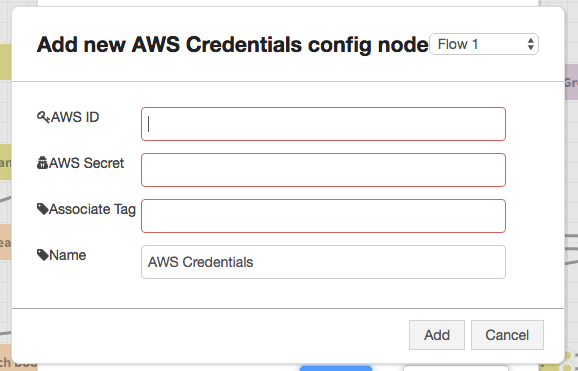 Add new AWS Credentials config node Flow 1
AWS ID
AWS Secret
Associate Tag
Name AWS Credentials
Add Cancel